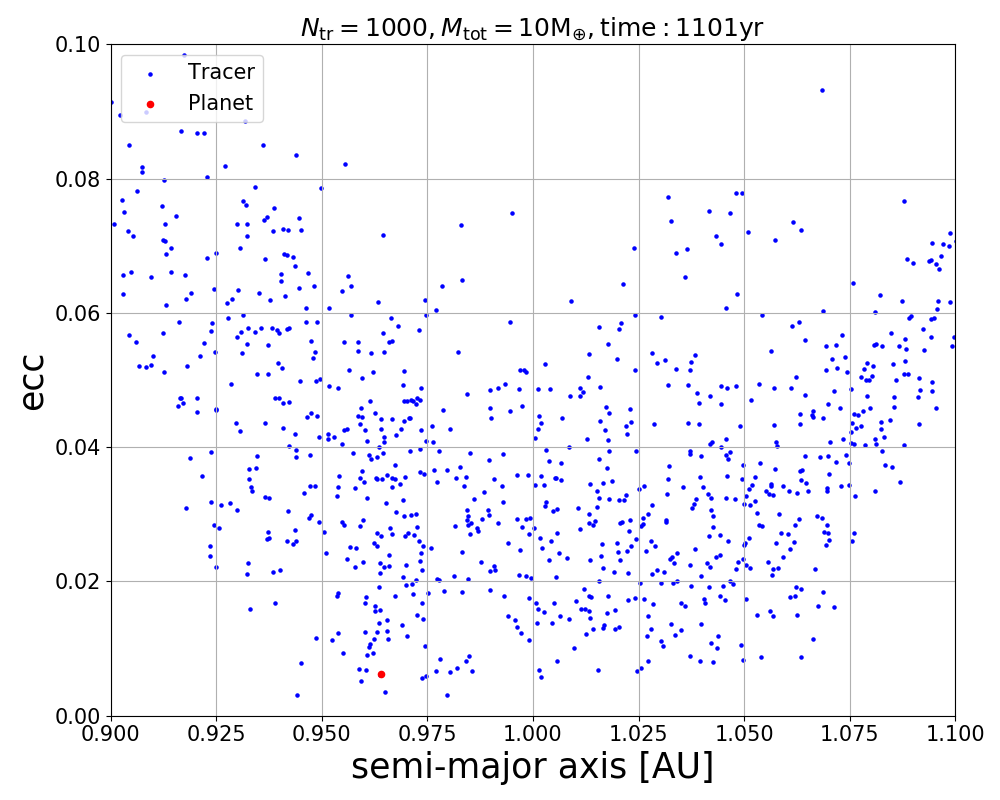 N_tr = 1000, M_tot = 10M_⊕, time : 1101yr
0.10
Tracer
Planet
0.08
0.06
0.04
0.02
0.00
ecc
0.900 0.925 0.950 0.975 1.000 1.025 1.050 1.075 1.100
semi-major axis [AU]